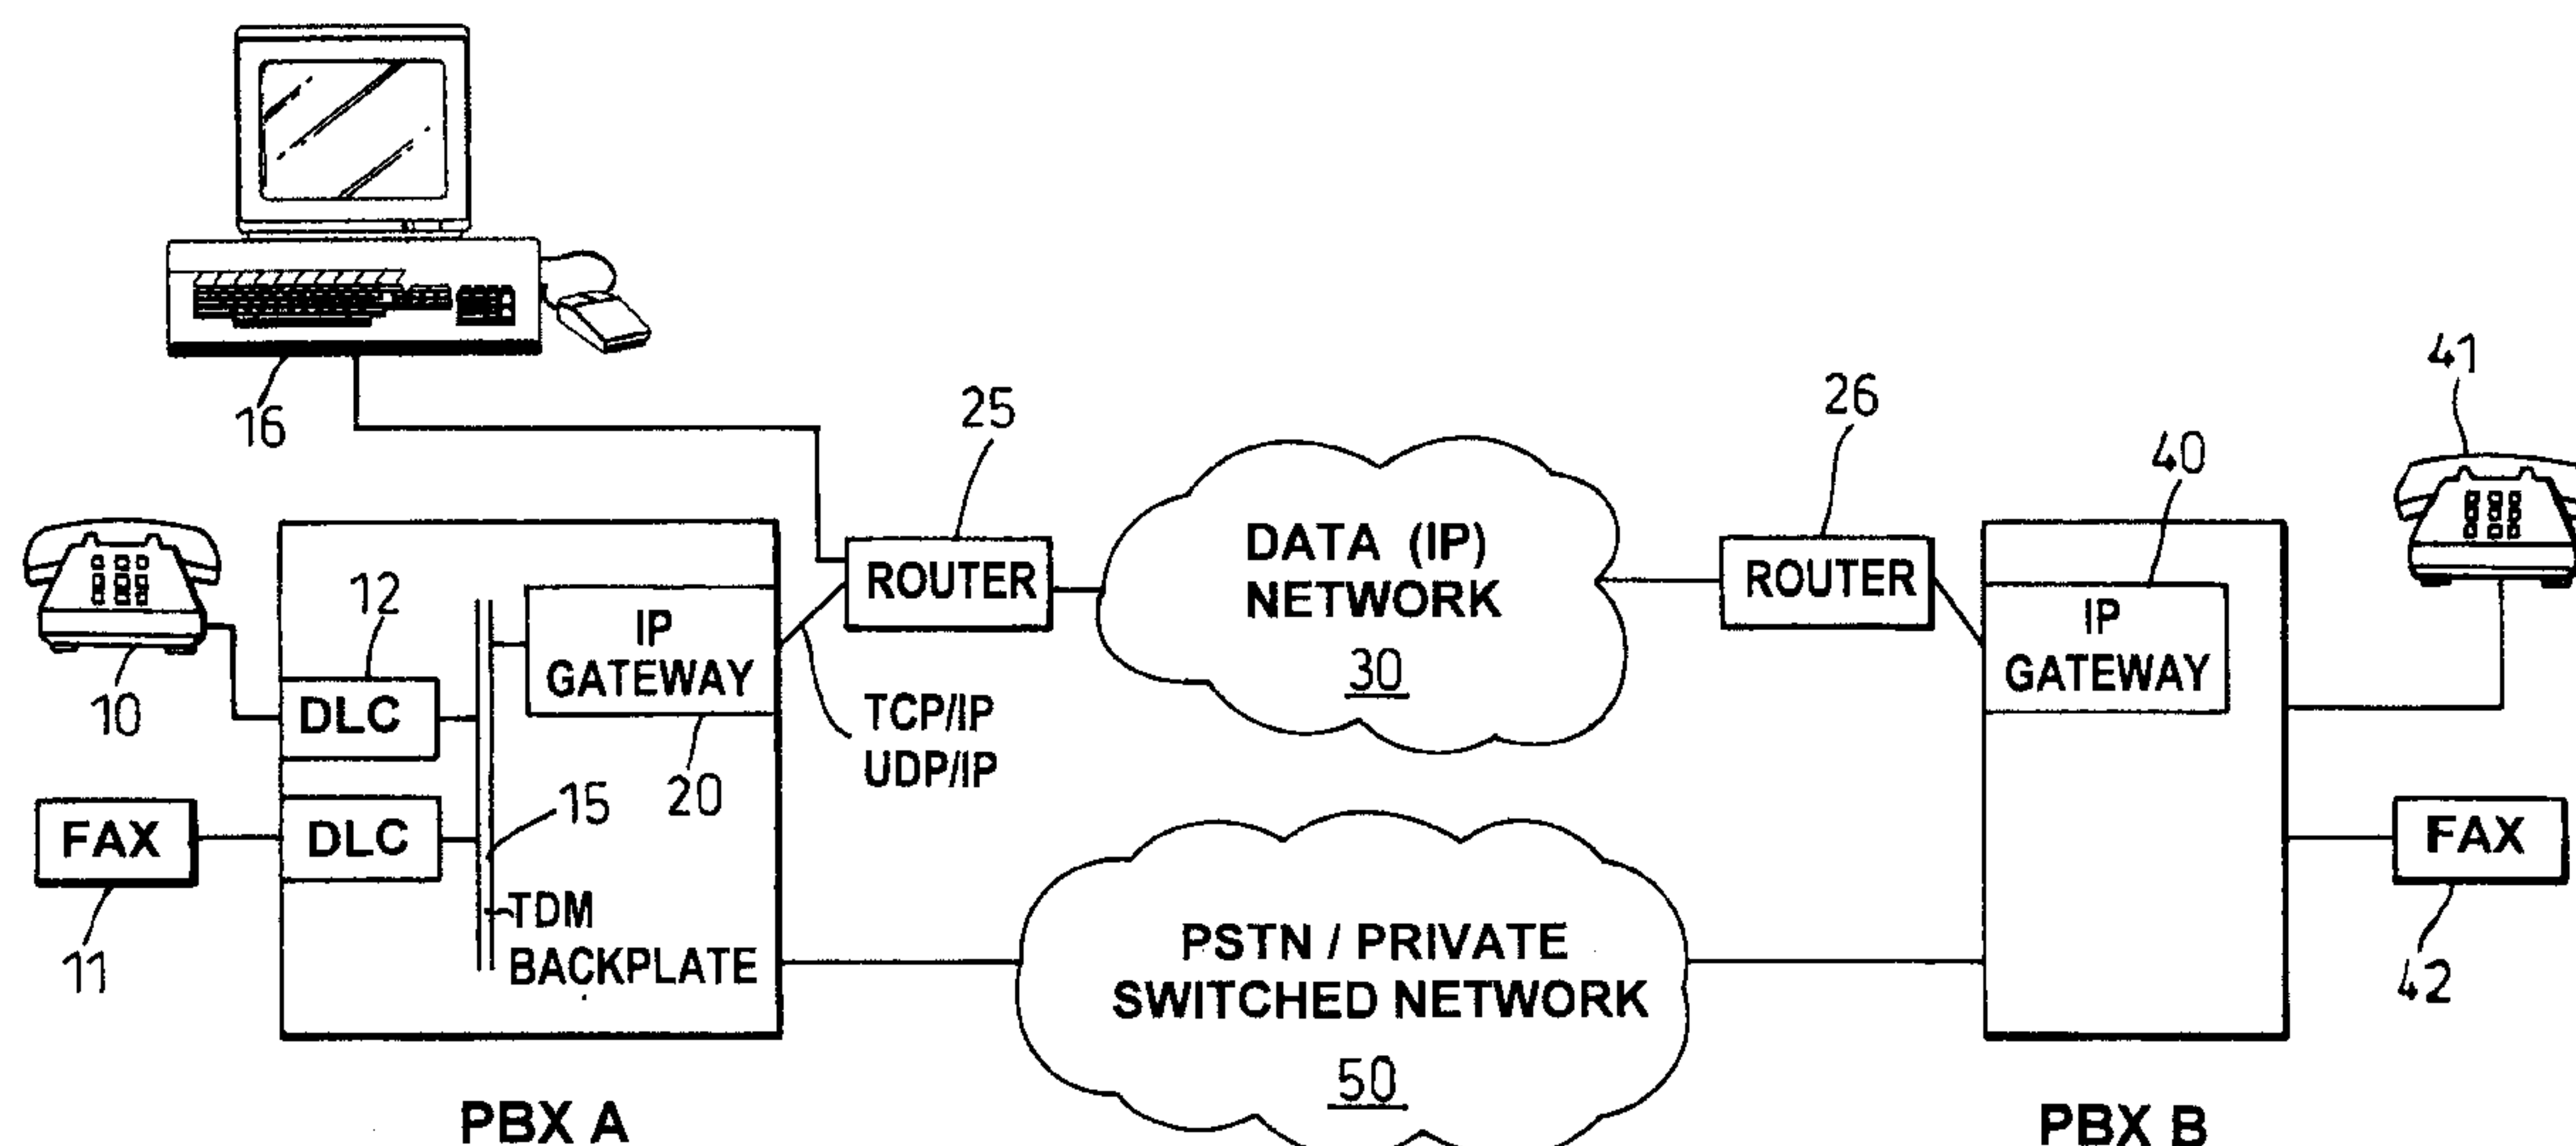 16
25
26
41
40
10
12
DLC
IP
GATEWAY
20
ROUTER
TCP/IP
UDP/IP
DATA (IP)
NETWORK
30
ROUTER
IP
GATEWAY
FAX
11
DLC
15
TDM
BACKPLATE
PSTN / PRIVATE
SWITCHED NETWORK
50
FAX
42
PBX A
PBX B